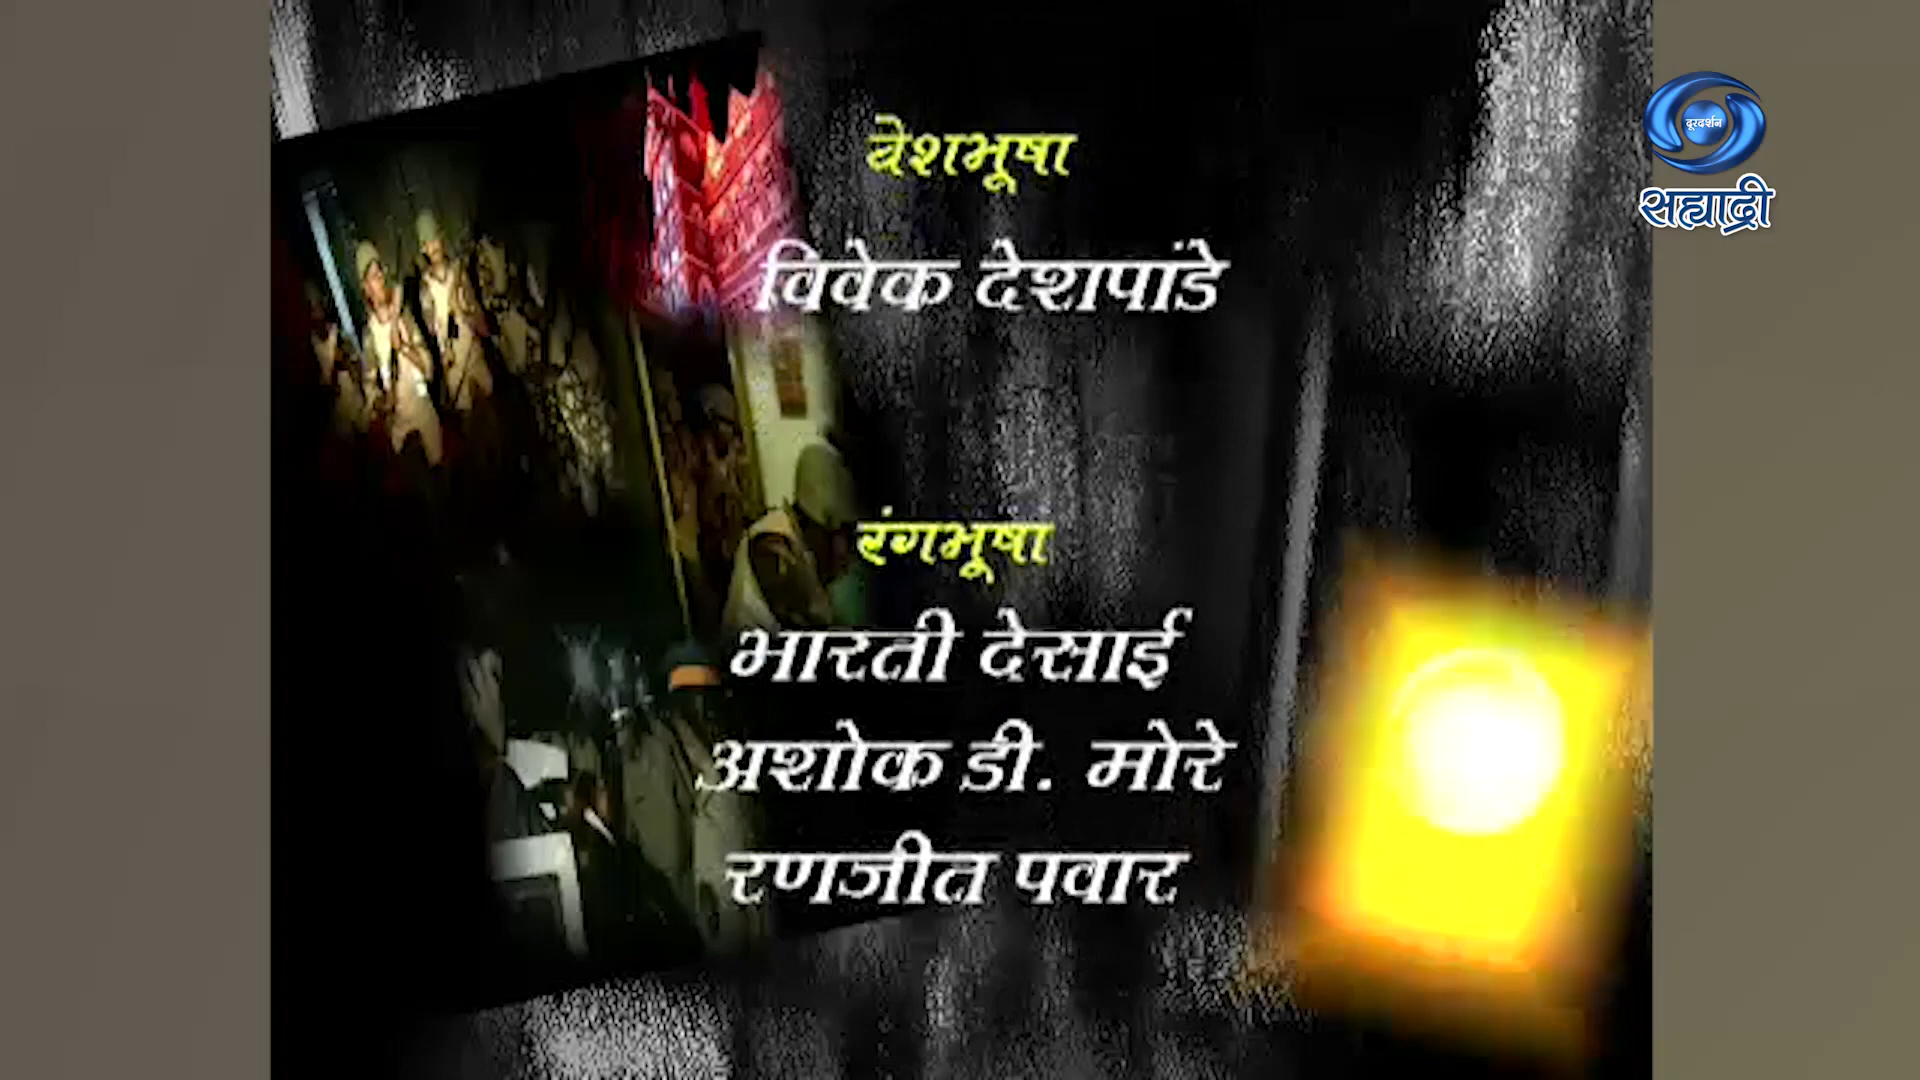 वेशभूषा
विवेक देशपांडे
रंगभूषा
भारती देसाई
अशोक डी. मोरे
रणजीत पवार
दूरदर्शन
सह्याद्री